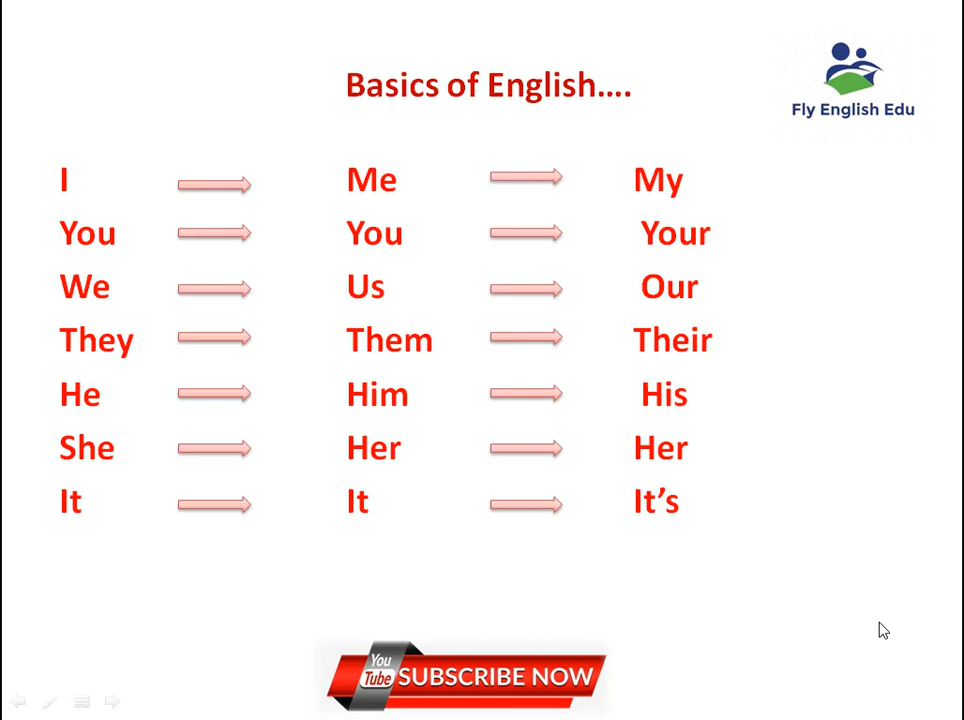 Basics of English....
Fly English Edu
I Me My
You You Your
We Us Our
They Them Their
He Him His
She Her Her
It It It’s
You
Tube
SUBSCRIBE NOW